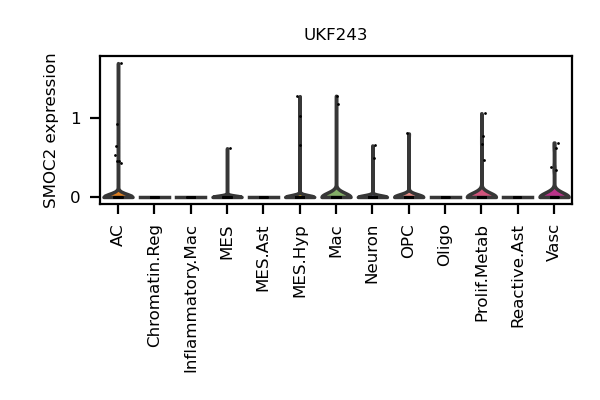 UKF243
SMOC2 expression
1
0
AC
Chromatin.Reg
Inflammatory.Mac
MES
MES.Ast
MES.Hyp
Mac
Neuron
OPC
Oligo
Prolif.Metab
Reactive.Ast
Vasc